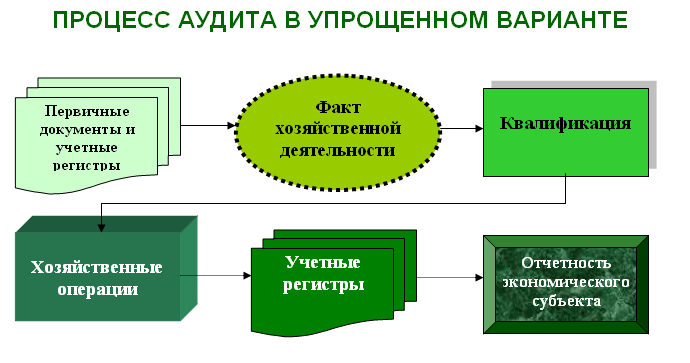 ПРОЦЕСС АУДИТА В УПРОЩЕННОМ ВАРИАНТЕ
Первичные
документы и
учетные
регистры
Факт
хозяйственной
деятельности
Квалификация
Хозяйственные
операции
Учетные
регистры
Отчетность
экономического
субъекта